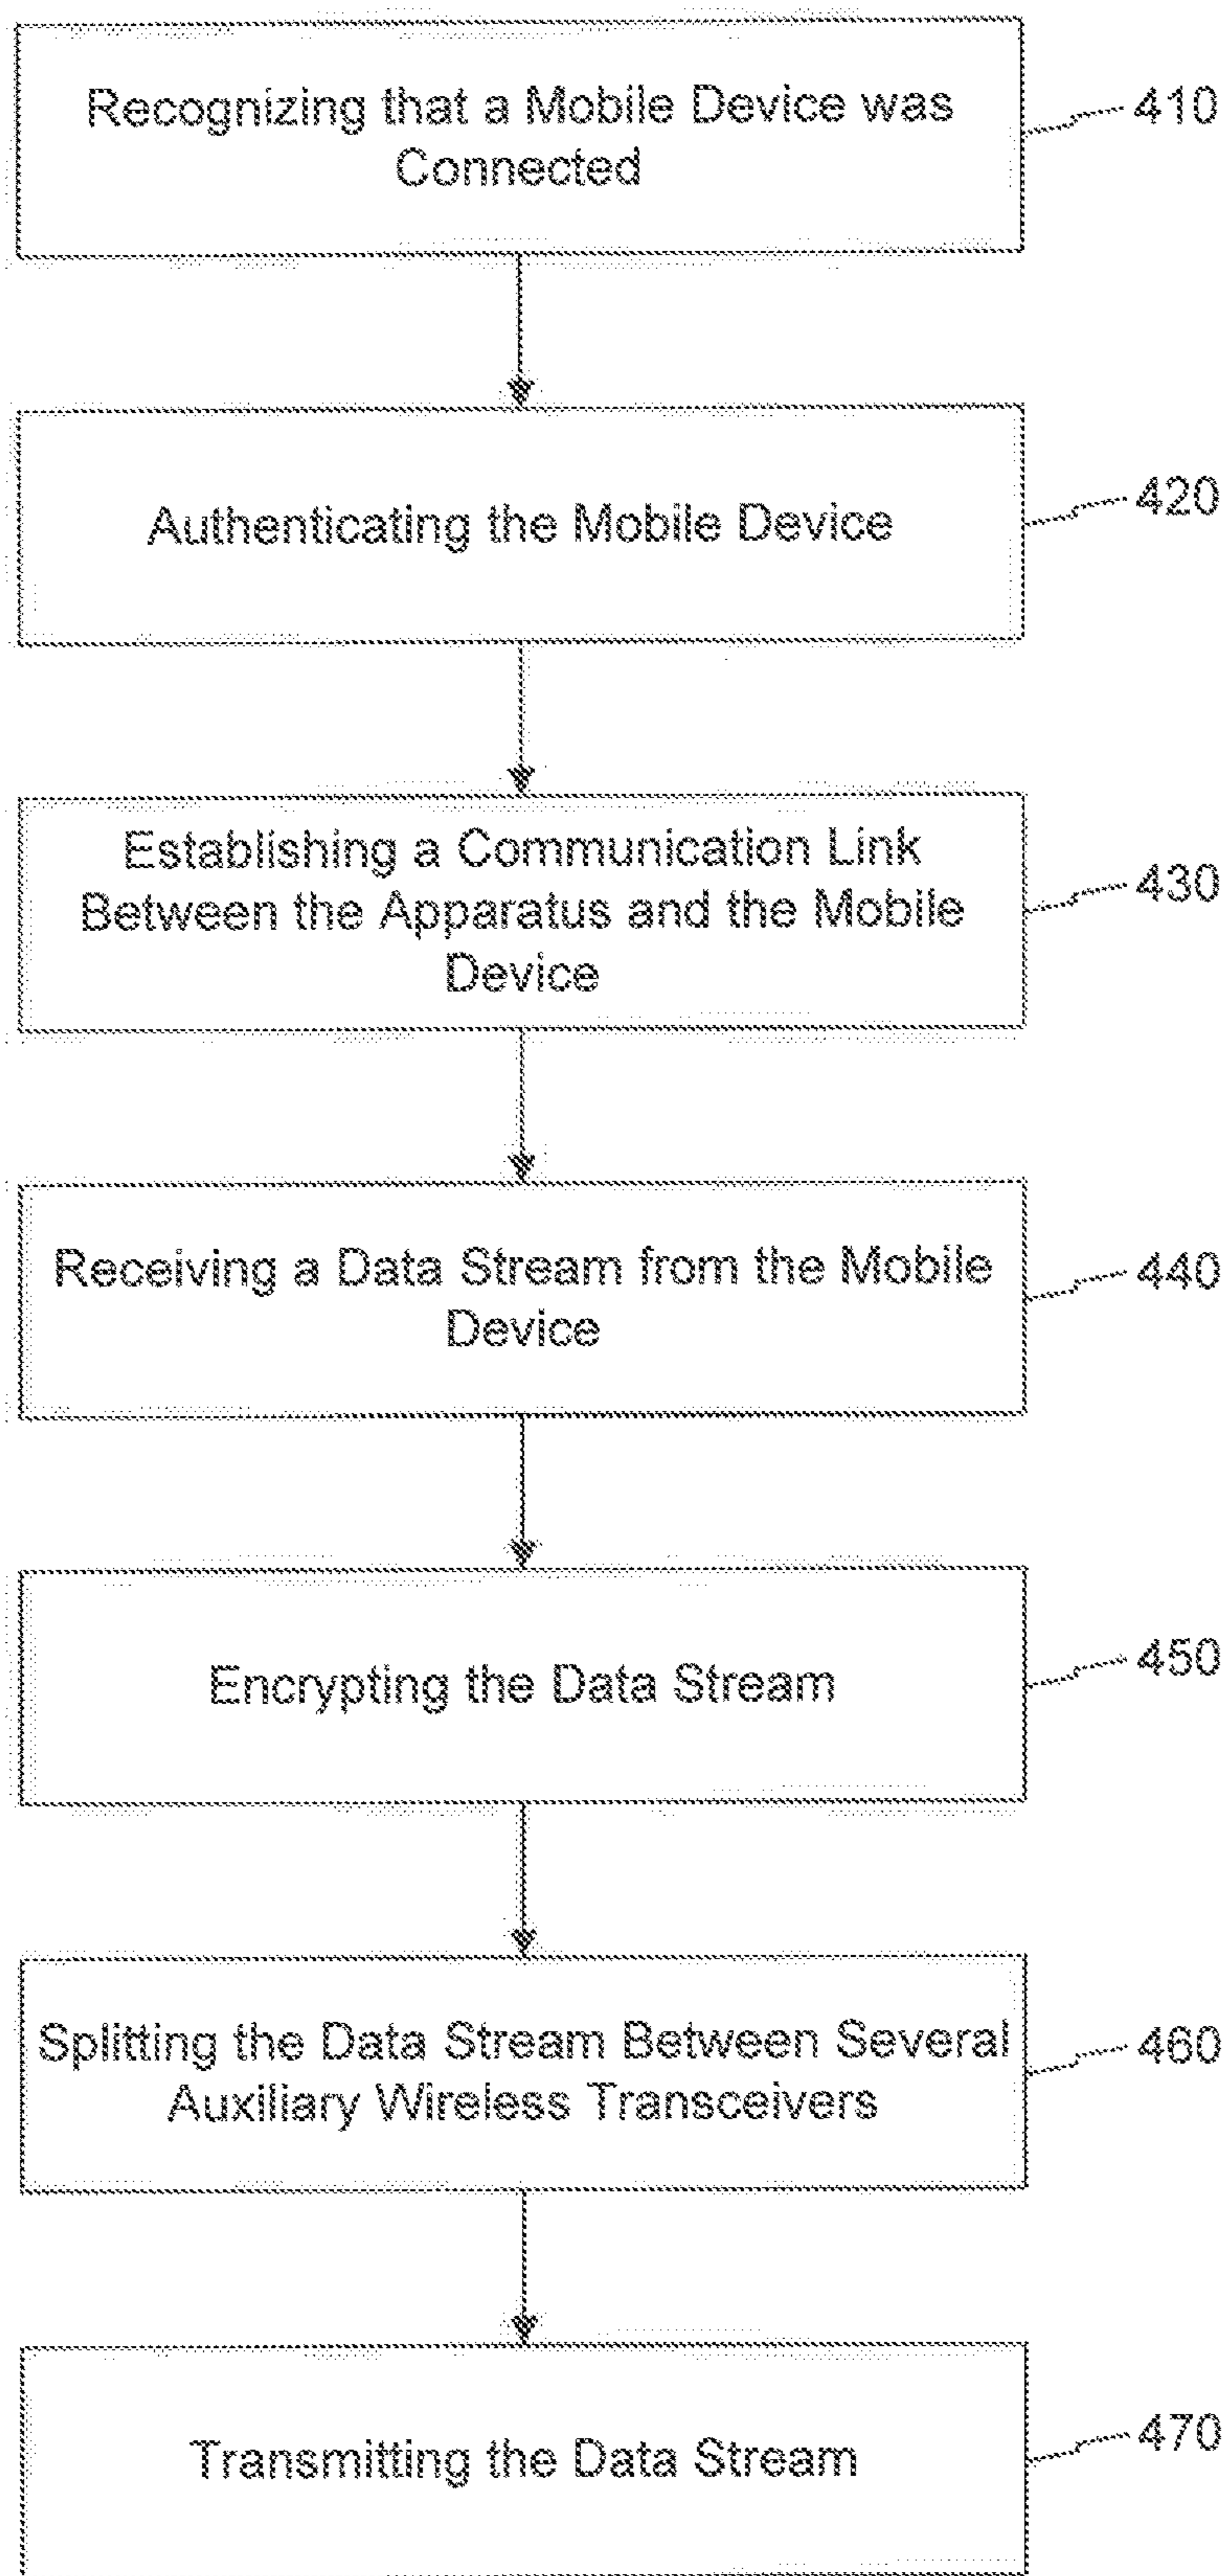 Recognizing that a Mobile Device was
Connected
410
Authenticating the Mobile Device
420
Establishing a Communication Link
Between the Apparatus and the Mobile
Device
430
Receiving a Data Stream from the Mobile
Device
440
Encrypting the Data Stream
450
Splitting the Data Stream Between Several
Auxiliary Wireless Transceivers
460
Transmitting the Data Stream
470